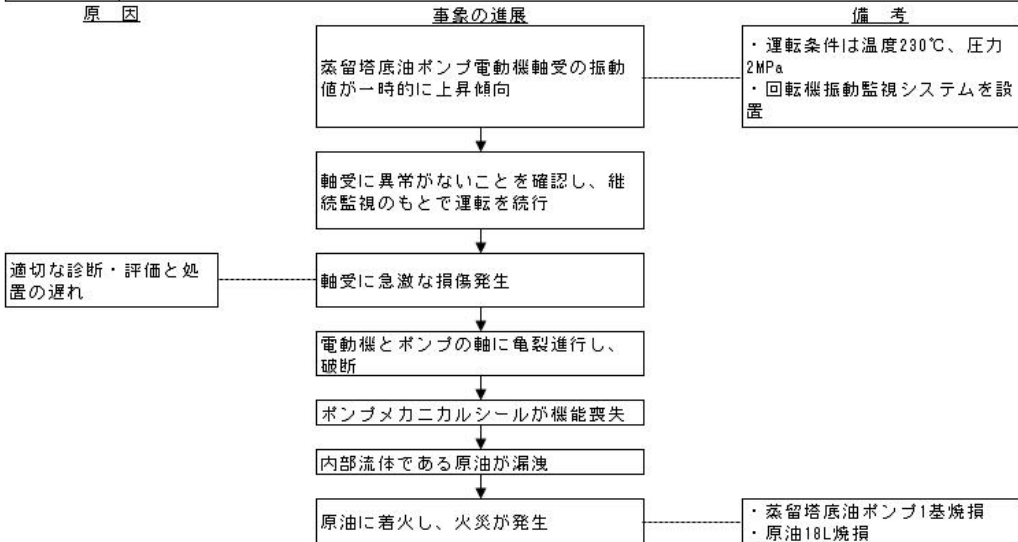 原　因
事象の進展
備　考
蒸留塔底油ポンプ電動機軸受の振動
値が一時的に上昇傾向
・運転条件は温度230℃、圧力
2MPa
・回転機振動監視システムを設
置
軸受に異常がないことを確認し、継
続監視のもとで運転を続行
適切な診断・評価と処
置の遅れ
軸受に急激な損傷発生
電動機とポンプの軸に亀裂進行し、
破断
ポンプメカニカルシールが機能喪失
内部流体である原油が漏洩
原油に着火し、火災が発生
・蒸留塔底油ポンプ1基焼損
・原油18L焼損